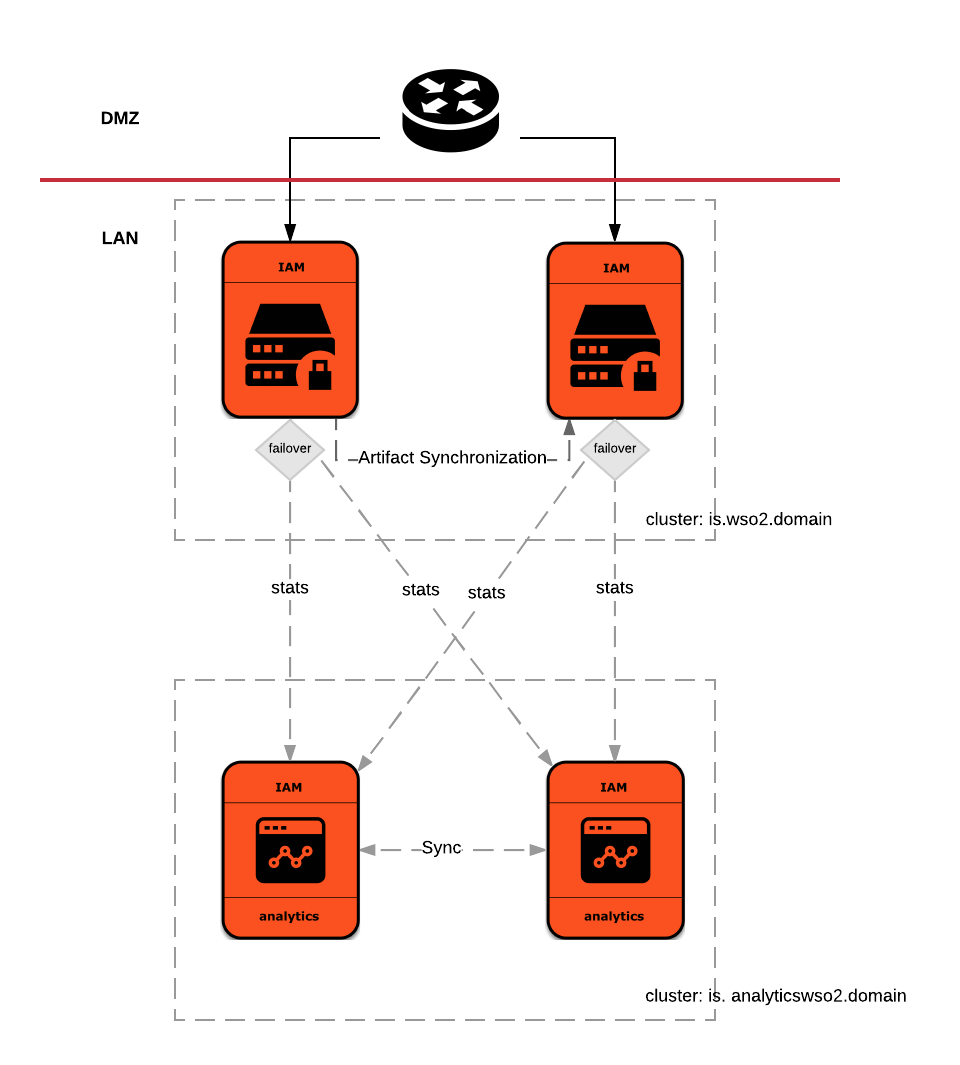 DMZ
LAN
IAM
IAM
failover
Artifact Synchronization
failover
cluster: is.wso2.domain
stats
stats
stats
stats
IAM
IAM
Sync
analytics
analytics
cluster: is. analyticswso2.domain